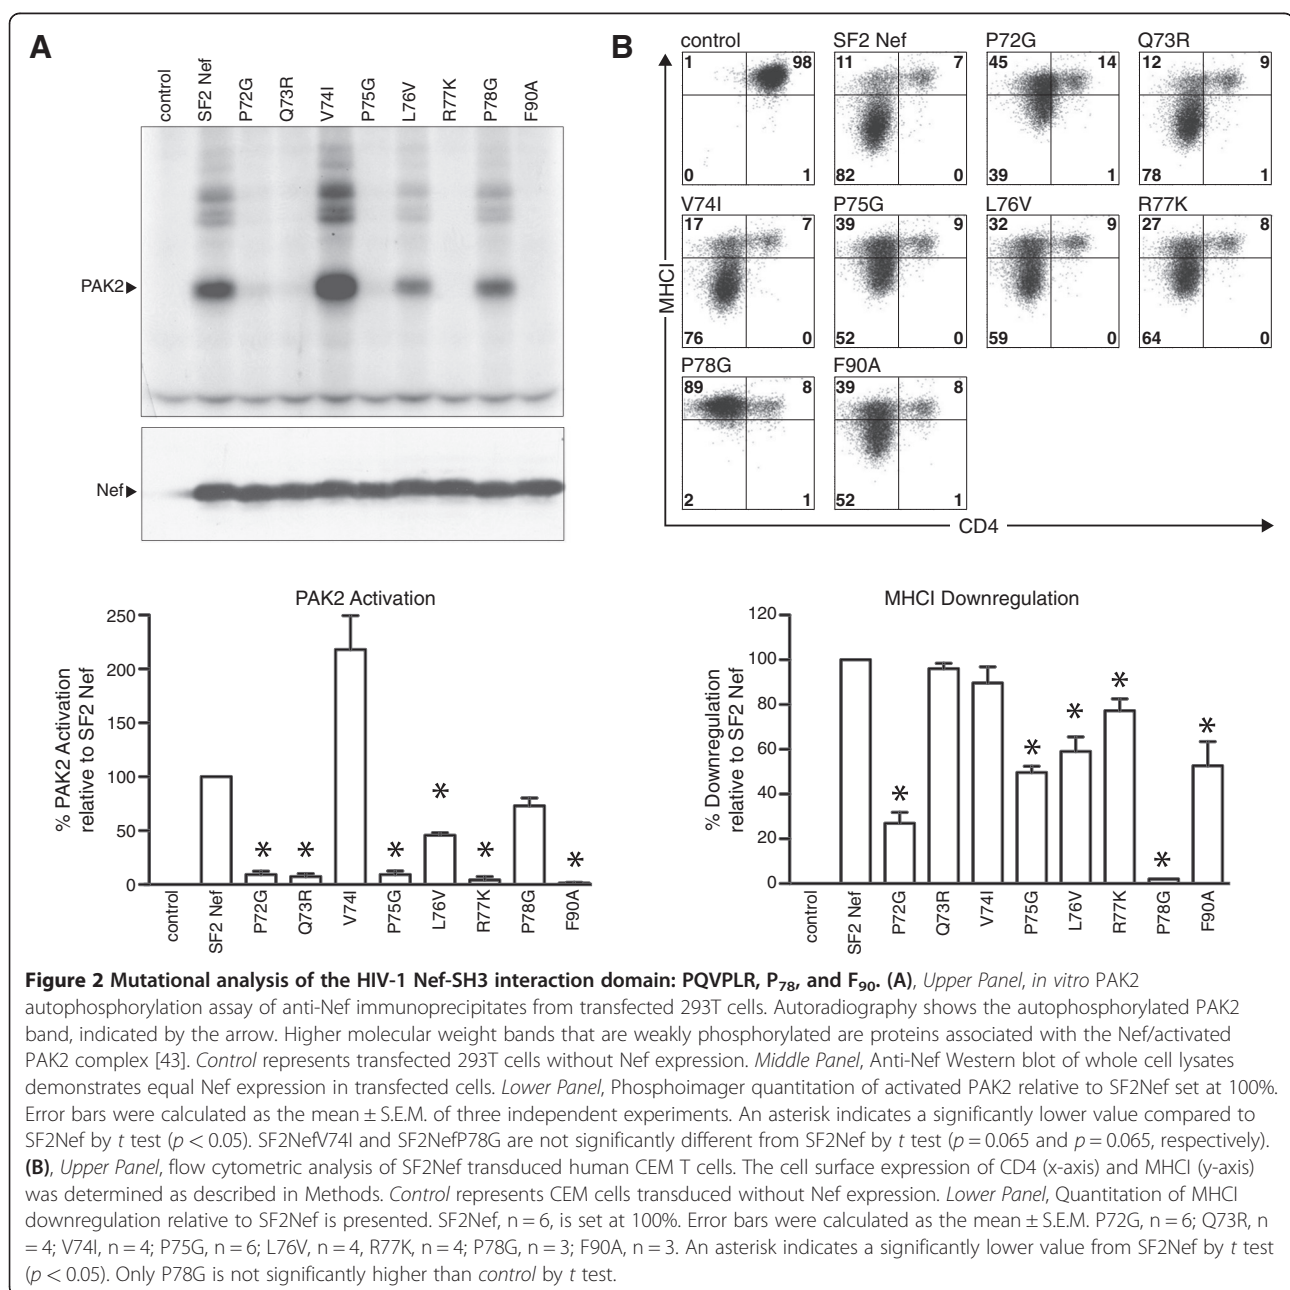 A
control
SF2 Nef
P72G
Q73R
V74I
P75G
L76V
R77K
P78G
F90A
PAK2
Nef
B
control
SF2 Nef
P72G
Q73R
1 98
11 7
45 14
12 9
0 1
82 0
39 1
78 1
V74I
P75G
L76V
R77K
17 7
39 9
32 9
27 8
76 0
52 0
59 0
64 0
P78G
F90A
89 8
39 8
2 1
52 1
MHCI
CD4
PAK2 Activation
% PAK2 Activation
relative to SF2 Nef
250
200
150
100
50
0
* * * * * *
control
SF2 Nef
P72G
Q73R
V74I
P75G
L76V
R77K
P78G
F90A
MHCI Downregulation
% Downregulation
relative to SF2 Nef
120
100
80
60
40
20
0
* * * * * *
control
SF2 Nef
P72G
Q73R
V74I
P75G
L76V
R77K
P78G
F90A
Figure 2 Mutational analysis of the HIV-1 Nef-SH3 interaction domain: PQVPLR, P78, and F90. (A), Upper Panel, in vitro PAK2
autophosphorylation assay of anti-Nef immunoprecipitates from transfected 293T cells. Autoradiography shows the autophosphorylated PAK2
band, indicated by the arrow. Higher molecular weight bands that are weakly phosphorylated are proteins associated with the Nef/activated
PAK2 complex [43]. Control represents transfected 293T cells without Nef expression. Middle Panel, Anti-Nef Western blot of whole cell lysates
demonstrates equal Nef expression in transfected cells. Lower Panel, Phosphoimager quantitation of activated PAK2 relative to SF2Nef set at 100%.
Error bars were calculated as the mean ± S.E.M. of three independent experiments. An asterisk indicates a significantly lower value compared to
SF2Nef by t test (p < 0.05). SF2NefV74I and SF2NefP78G are not significantly different from SF2Nef by t test (p = 0.065 and p = 0.065, respectively).
(B), Upper Panel, flow cytometric analysis of SF2Nef transduced human CEM T cells. The cell surface expression of CD4 (x-axis) and MHCI (y-axis)
was determined as described in Methods. Control represents CEM cells transduced without Nef expression. Lower Panel, Quantitation of MHCI
downregulation relative to SF2Nef is presented. SF2Nef, n = 6, is set at 100%. Error bars were calculated as the mean ± S.E.M. P72G, n = 6; Q73R, n
= 4; V74I, n = 4; P75G, n = 6; L76V, n = 4, R77K, n = 4; P78G, n = 3; F90A, n = 3. An asterisk indicates a significantly lower value from SF2Nef by t test
(p < 0.05). Only P78G is not significantly higher than control by t test.